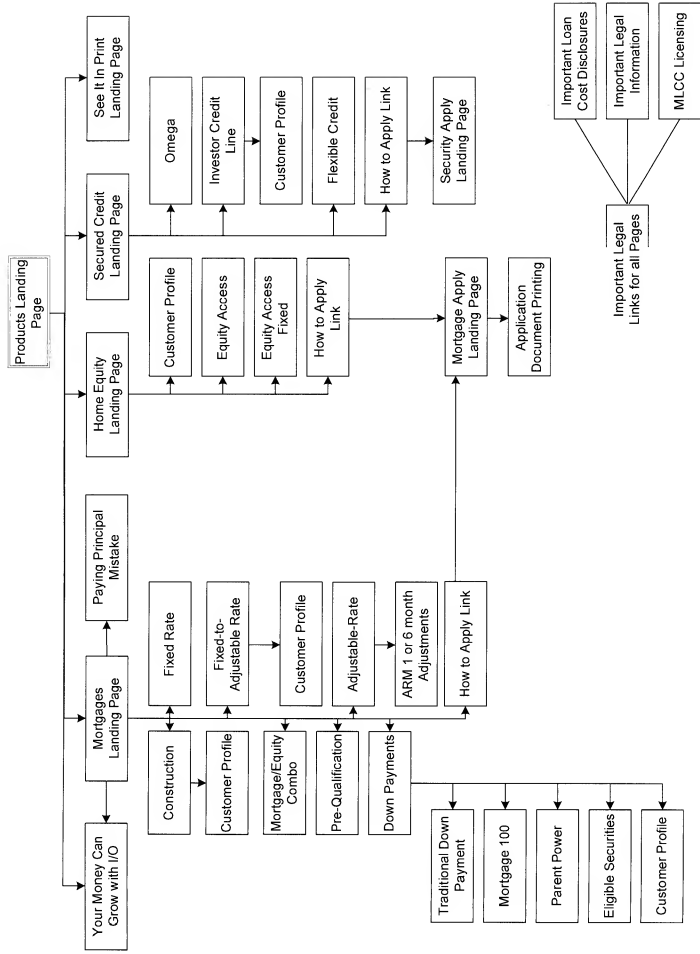 Products Landing
Page
Your Money Can
Grow with I/O
Mortgages
Landing Page
Paying Principal
Mistake
Home Equity
Landing Page
Secured Credit
Landing Page
See It In Print
Landing Page
Construction
Customer Profile
Mortgage/Equity
Combo
Pre-Qualification
Down Payments
Traditional Down
Payment
Mortgage 100
Parent Power
Eligible Securities
Customer Profile
Fixed Rate
Fixed-to-
Adjustable Rate
Customer Profile
Adjustable-Rate
ARM 1 or 6 month
Adjustments
How to Apply Link
Customer Profile
Equity Access
Equity Access
Fixed
How to Apply
Link
Mortgage Apply
Landing Page
Application
Document Printing
Omega
Investor Credit
Line
Customer Profile
Flexible Credit
How to Apply Link
Security Apply
Landing Page
Important Legal
Links for all Pages
Important Loan
Cost Disclosures
Important Legal
Information
MLCC Licensing